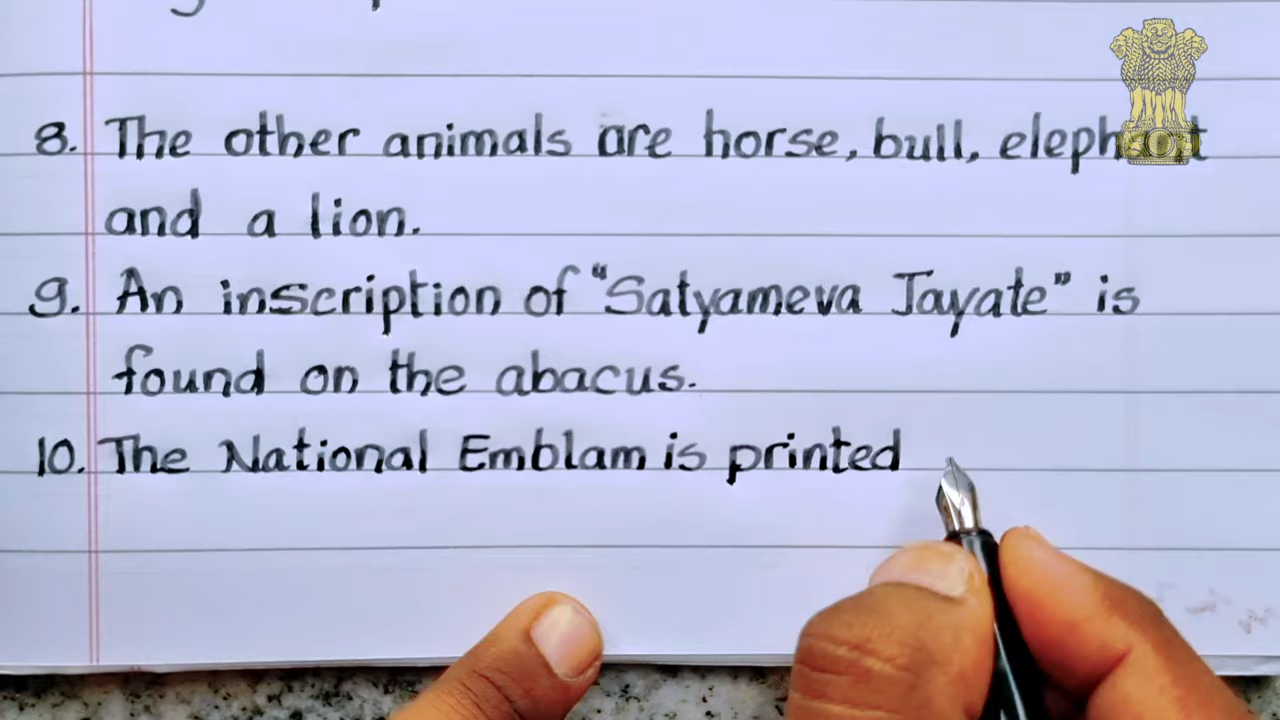 8. The other animals are horse, bull, elephant
and a lion.
9. An inscription of "Satyameva Jayate" is
found on the abacus.
10. The National Emblam is printed